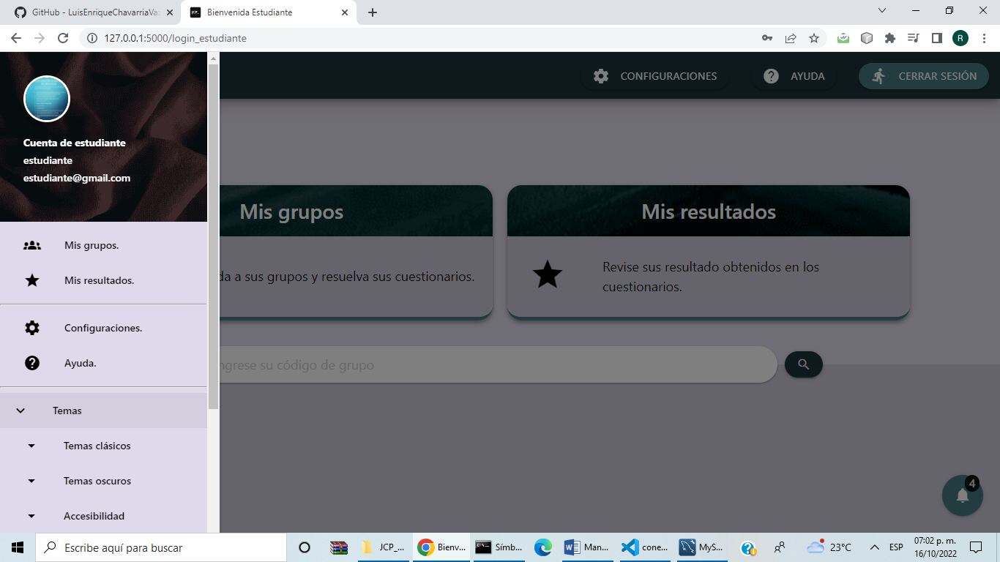 GitHub - LuisEnriqueChavarriaVa
JCP_
Bienvenida Estudiante
127.0.0.1:5000/login_estudiante
R
CONFIGURACIONES
AYUDA
CERRAR SESIÓN
Cuenta de estudiante
estudiante
estudiante@gmail.com
Mis grupos.
Mis resultados.
Configuraciones.
Ayuda.
Temas
Temas clásicos
Temas oscuros
Accesibilidad
Mis grupos
a sus grupos y resuelva sus cuestionarios.
Mis resultados
Revise sus resultado obtenidos en los
cuestionarios.
ngrese su código de grupo
4
Escribe aquí para buscar
JCP_...
Bienv...
Símb...
Man...
cone...
MyS...
23°C
ESP
07:02 p. m.
16/10/2022